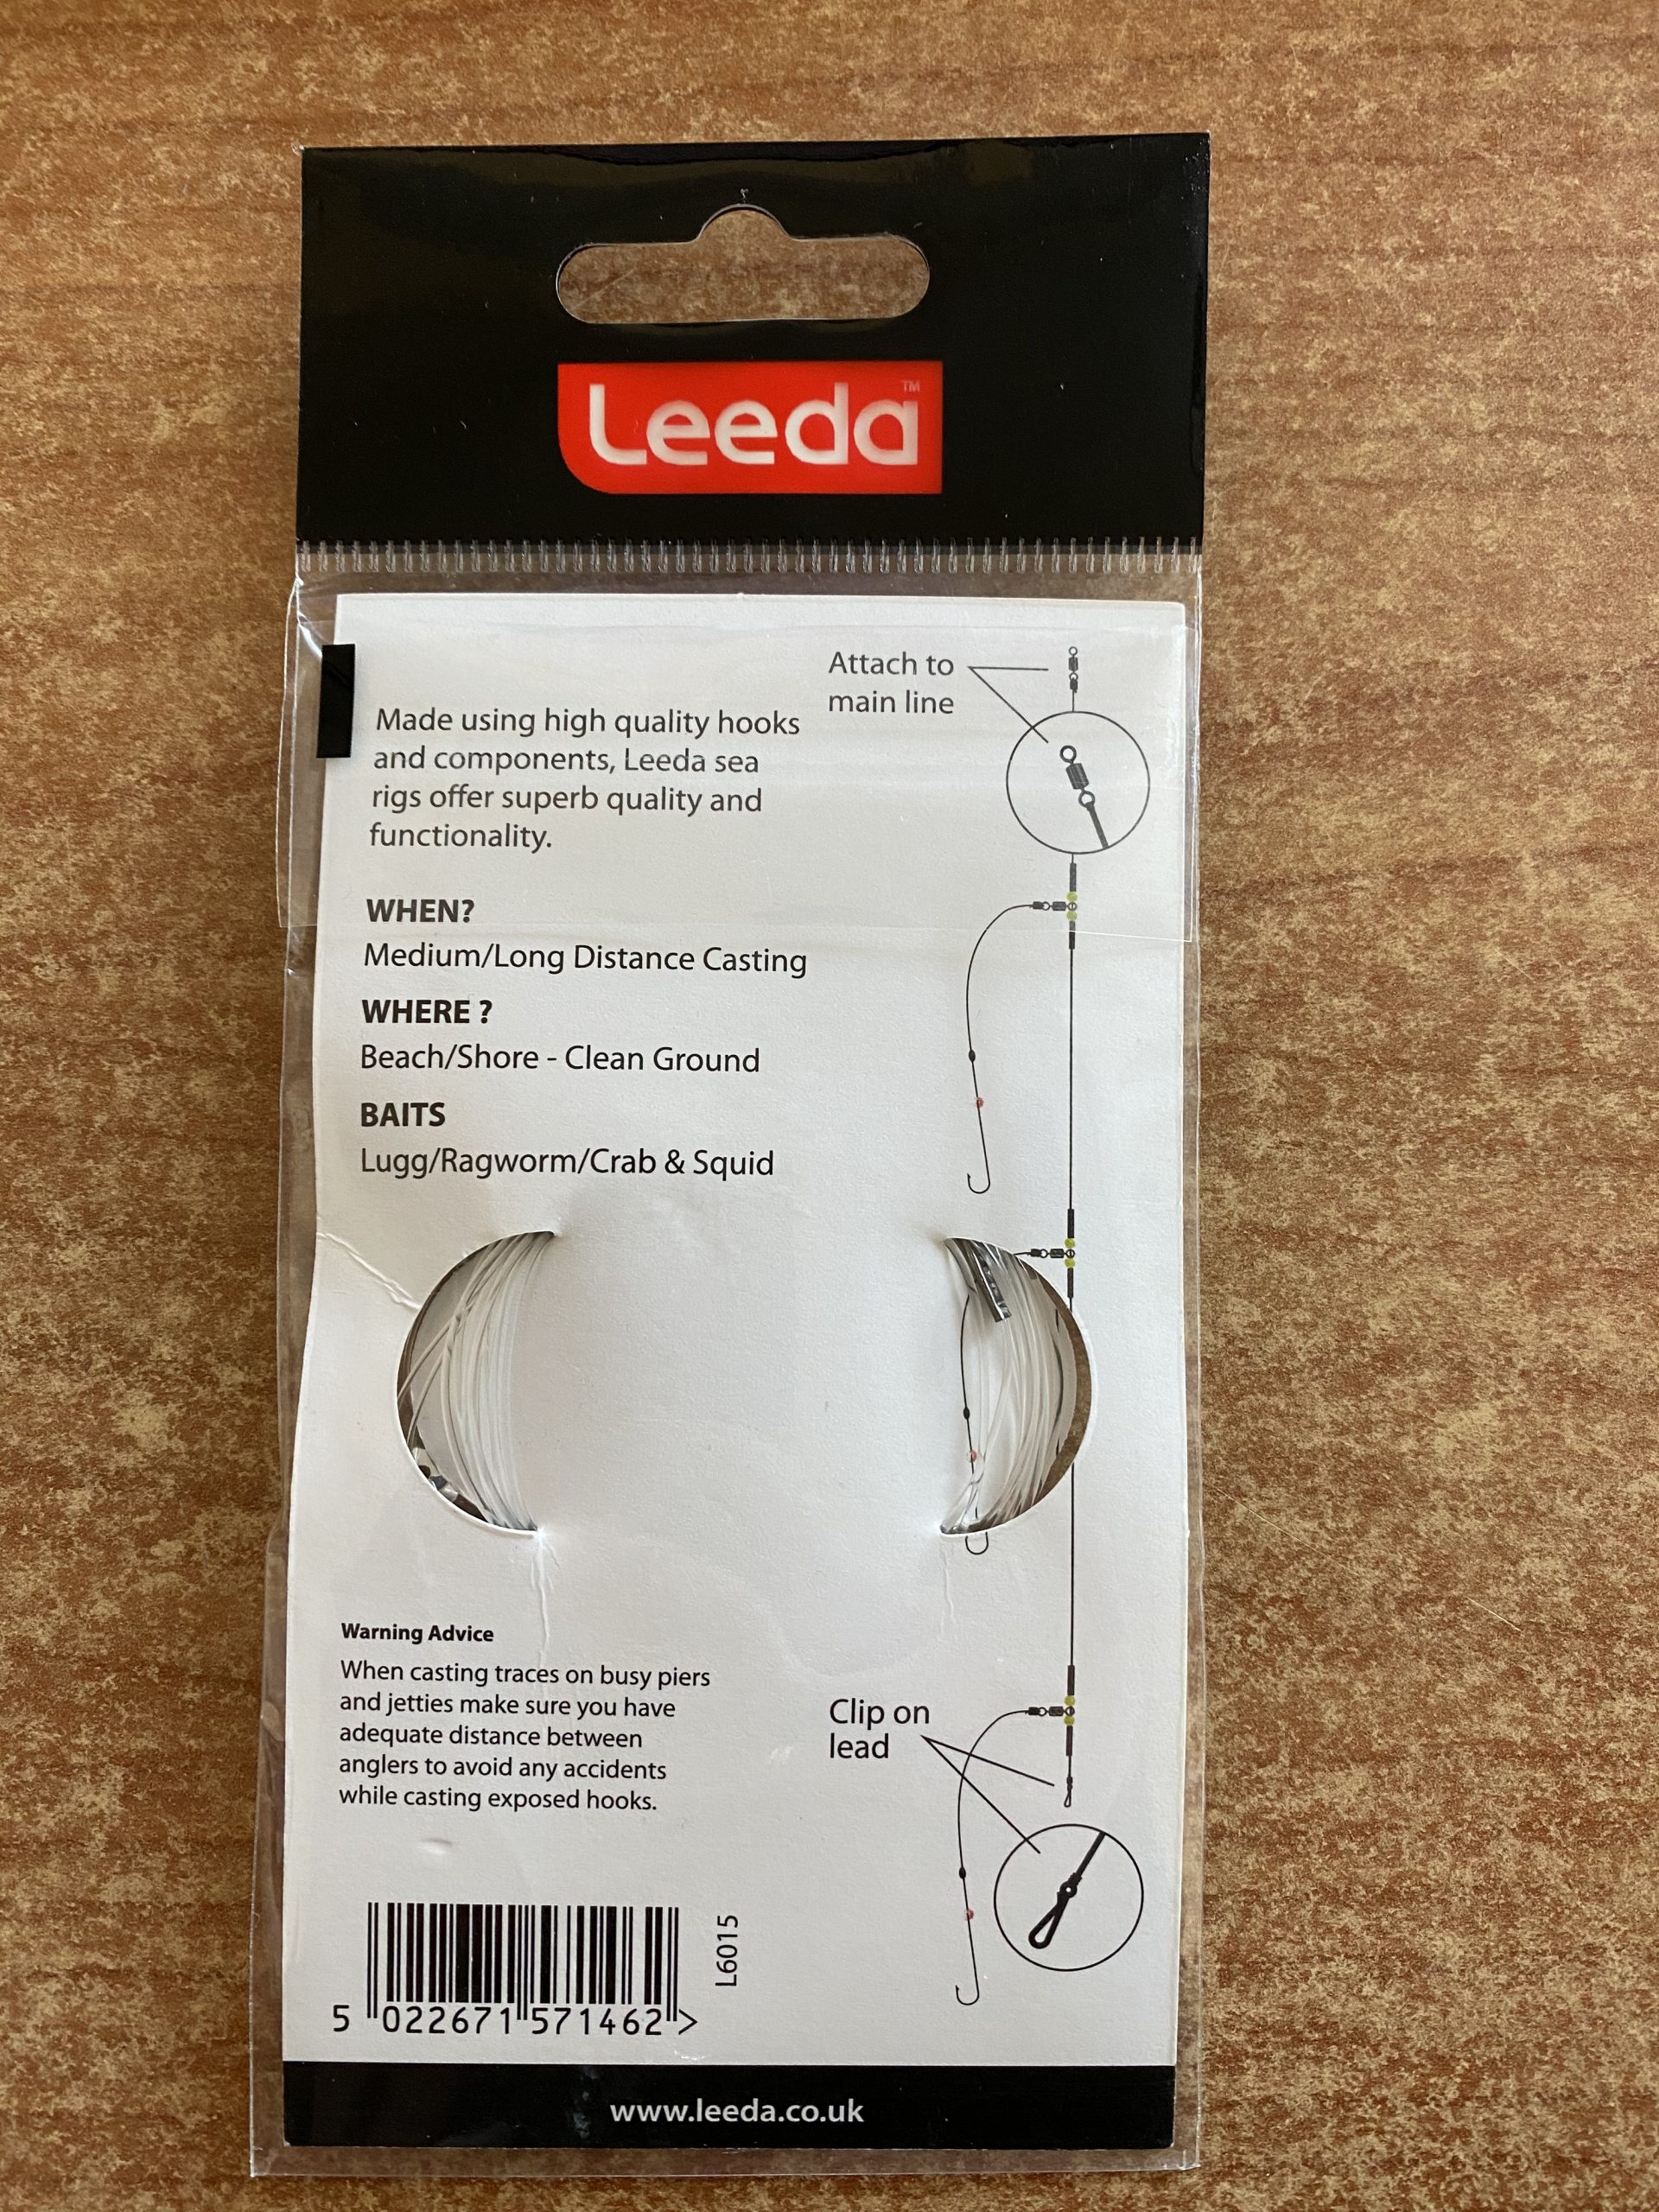 Leeda™
Attach to
main line
Made using high quality hooks
and components, Leeda sea
rigs offer superb quality and
functionality.
WHEN?
Medium/Long Distance Casting
WHERE ?
Beach/Shore - Clean Ground
BAITS
Lugg/Ragworm/Crab & Squid
Warning Advice
When casting traces on busy piers
and jetties make sure you have
adequate distance between
anglers to avoid any accidents
while casting exposed hooks.
Clip on
lead
L6015
5 022671 571462 >
www.leeda.co.uk